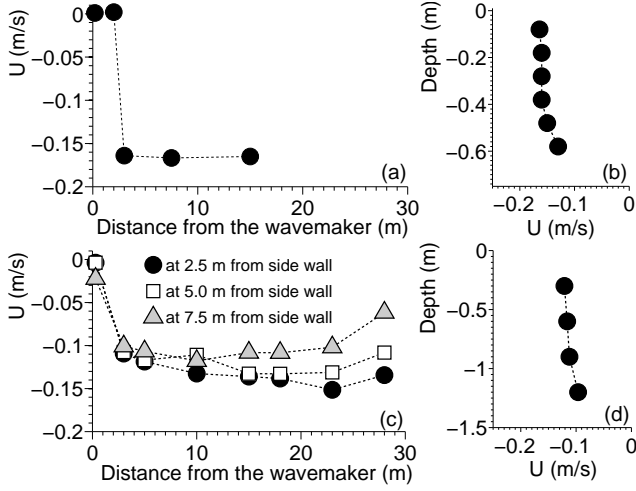 0
−0.05
−0.1
−0.15
−0.2
U (m/s)
(a)
0 10 20 30
Distance from the wavemaker (m)
0
−0.2
−0.4
−0.6
Depth (m)
(b)
−0.2 −0.1 0
U (m/s)
0
−0.05
−0.1
−0.15
−0.2
U (m/s)
at 2.5 m from side wall
at 5.0 m from side wall
at 7.5 m from side wall
(c)
0 10 20 30
Distance from the wavemaker (m)
0
−0.5
−1
−1.5
Depth (m)
(d)
−0.2 −0.1 0
U (m/s)